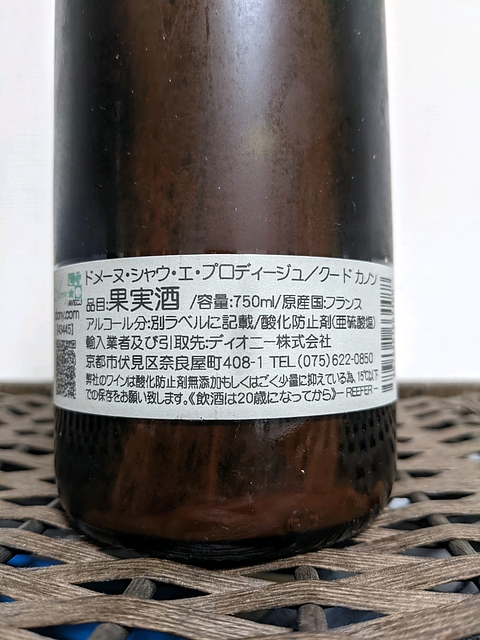 ドメーヌ・シャウ・エ・プロディージュ/クード カノン
品目:果実酒 /容量:750ml/原産国:フランス
アルコール分:別ラベルに記載/酸化防止剤(亜硫酸塩)
輸入業者及び引取先:ディオニー株式会社
京都市伏見区奈良屋町408-1 TEL(075)622-0850
弊社のワインは酸化防止剤無添加もしくはごく少量に抑えている為、15℃以下
での保存をお願い致します。《飲酒は20歳になってから》― REEFER ―
.com